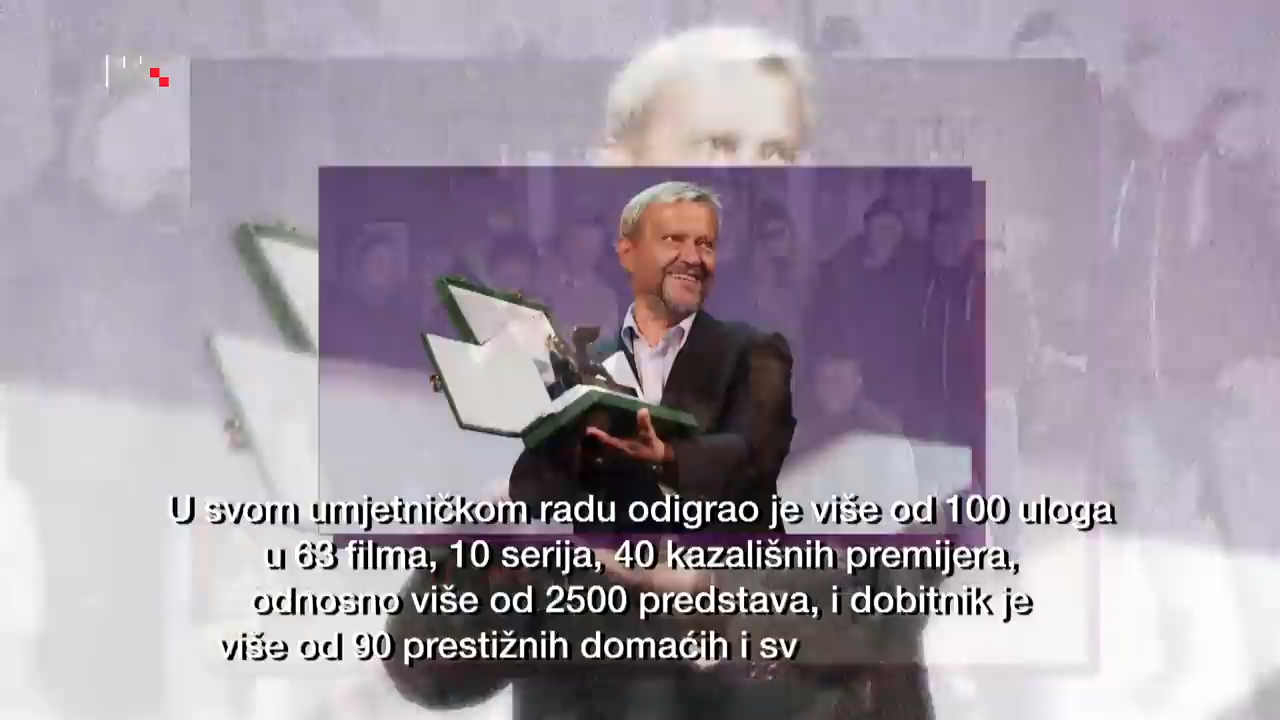 U svom umjetničkom radu odigrao je više od 100 uloga
u 63 filma, 10 serija, 40 kazališnih premijera,
odnosno više od 2500 predstava, i dobitnik je
više od 90 prestižnih domaćih i sv